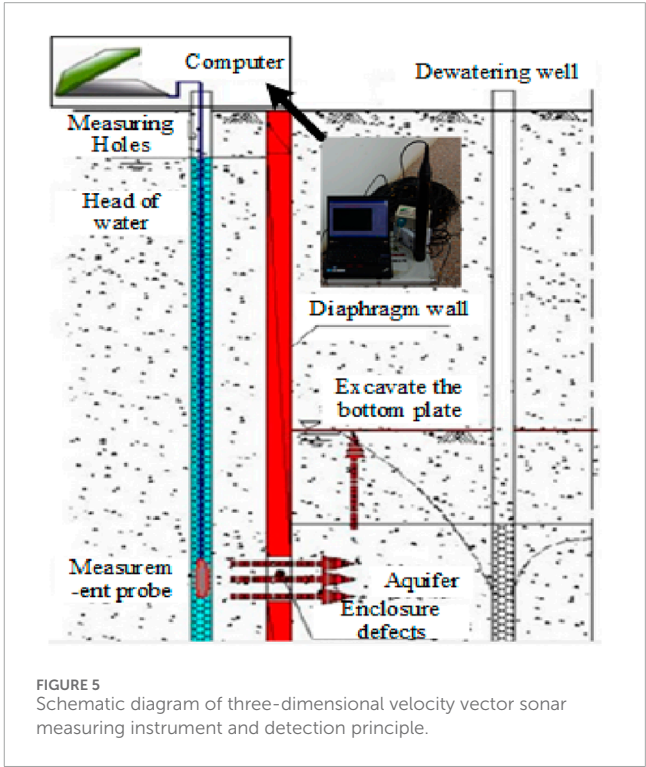 Computer
Dewatering well
Measuring
Holes
Head of
water
Diaphragm wall
Excavate the
bottom plate
Measurem
-ent probe
Aquifer
Enclosure
defects
FIGURE 5
Schematic diagram of three-dimensional velocity vector sonar
measuring instrument and detection principle.